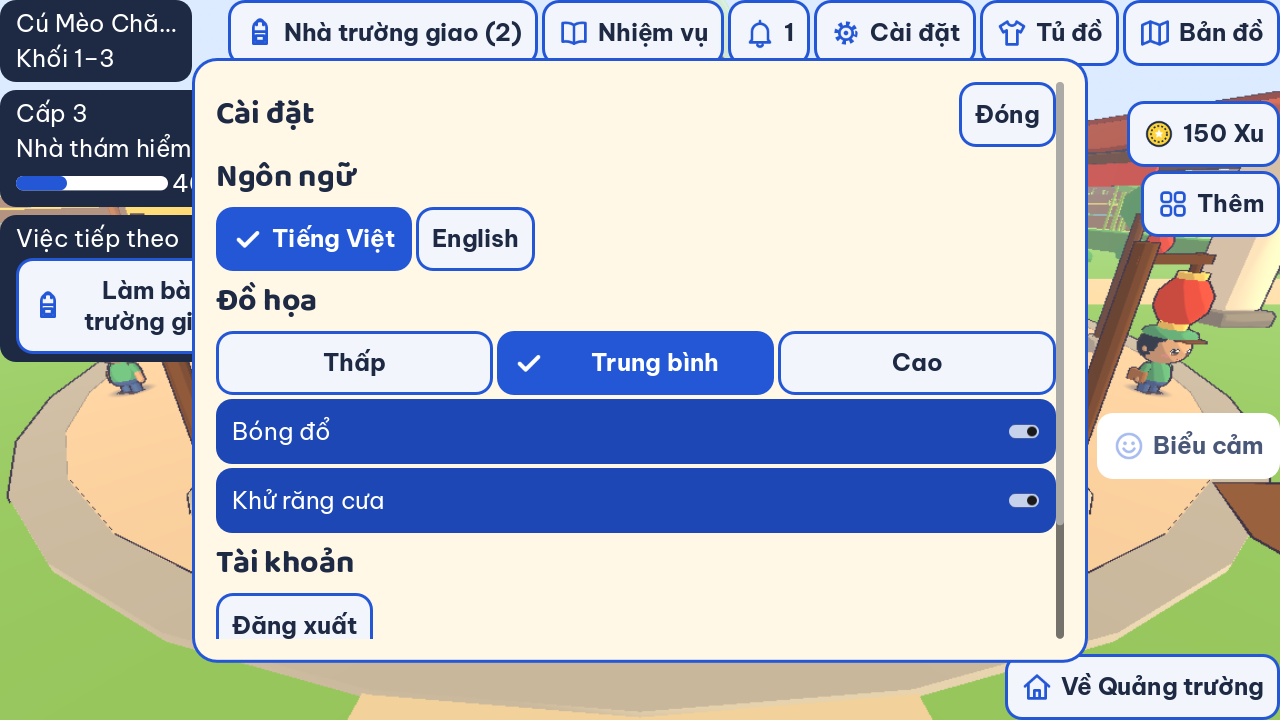 Cú Mèo Chă...
Khối 1–3
Nhà trường giao (2)
Nhiệm vụ
1
Cài đặt
Tủ đồ
Bản đồ
Cấp 3
Nhà thám hiểm
150 Xu
Thêm
Việc tiếp theo
Làm bà
trường gi
Cài đặt
Đóng
Ngôn ngữ
Tiếng Việt
English
Đồ họa
Thấp
Trung bình
Cao
Bóng đổ
Khử răng cưa
Tài khoản
Đăng xuất
Biểu cảm
Về Quảng trường